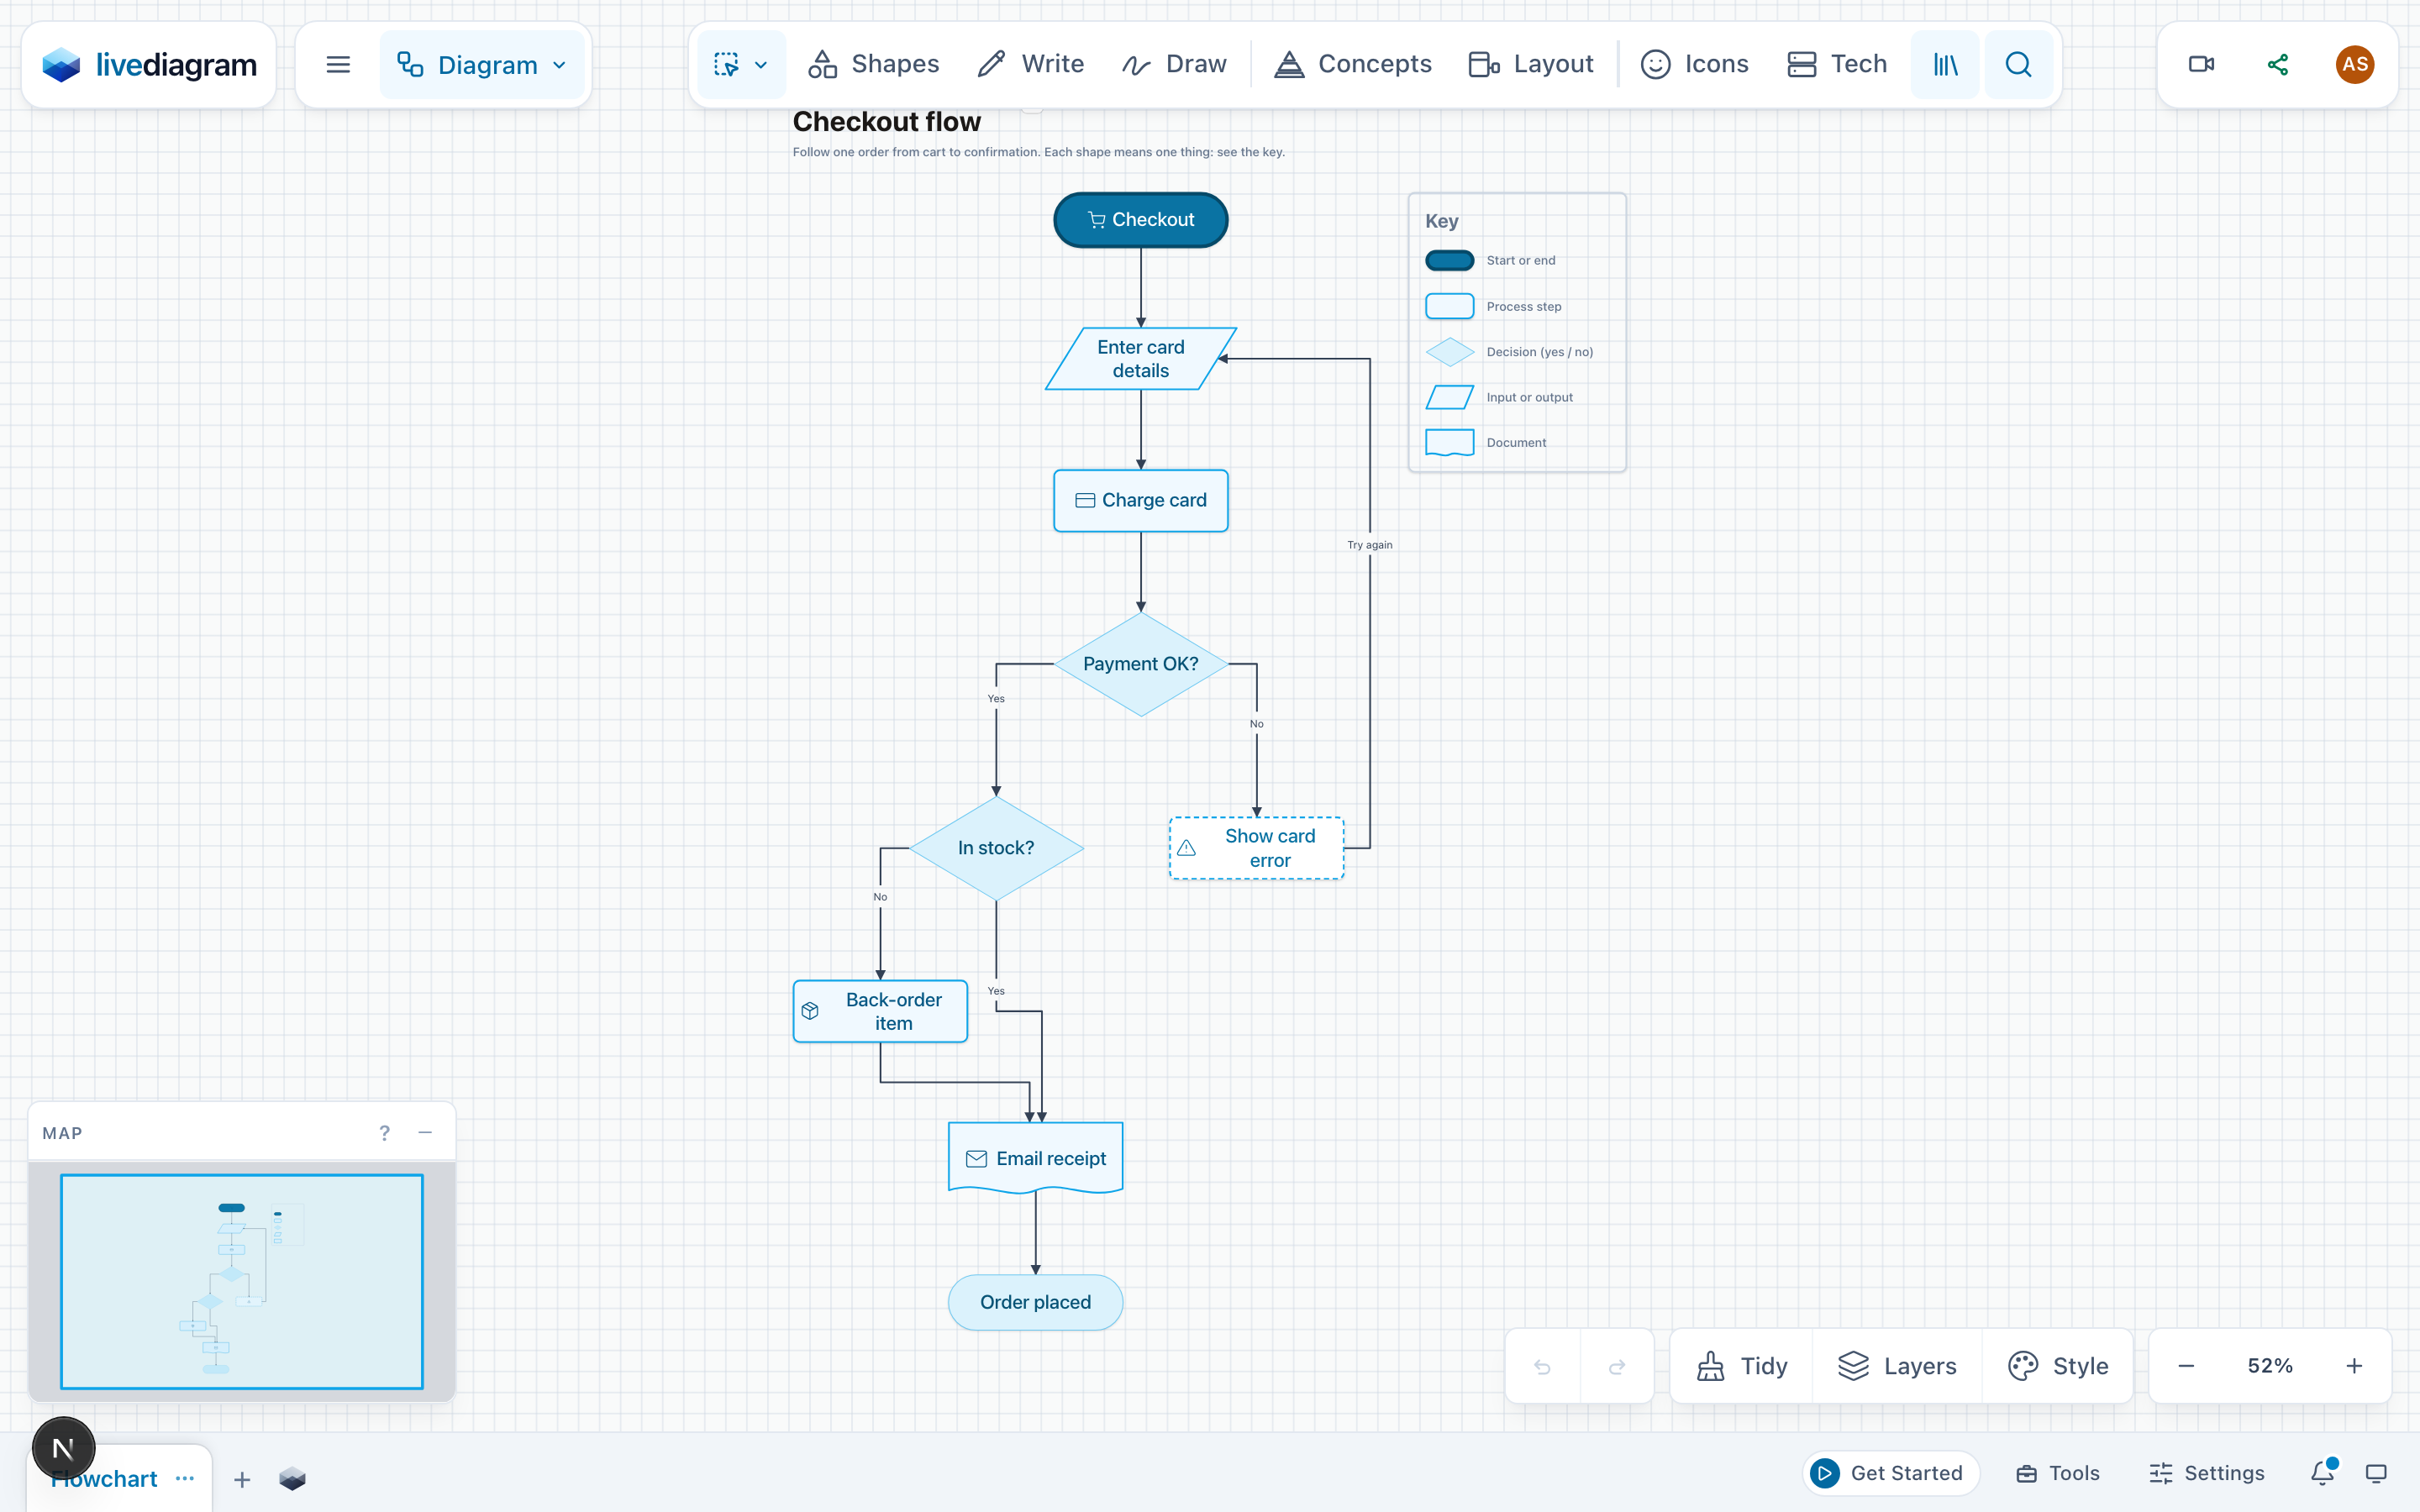 livediagram
Diagram
Shapes
Write
Draw
Concepts
Layout
Icons
Tech
AS
Checkout flow
Follow one order from cart to confirmation. Each shape means one thing: see the key.
Checkout
Key
Start or end
Process step
Decision (yes / no)
Input or output
Document
Enter card
details
Charge card
Try again
Payment OK?
Yes
No
In stock?
Show card
error
No
Yes
Back-order
item
Email receipt
Order placed
MAP
?
Tidy
Layers
Style
52%
N
Flowchart
Get Started
Tools
Settings